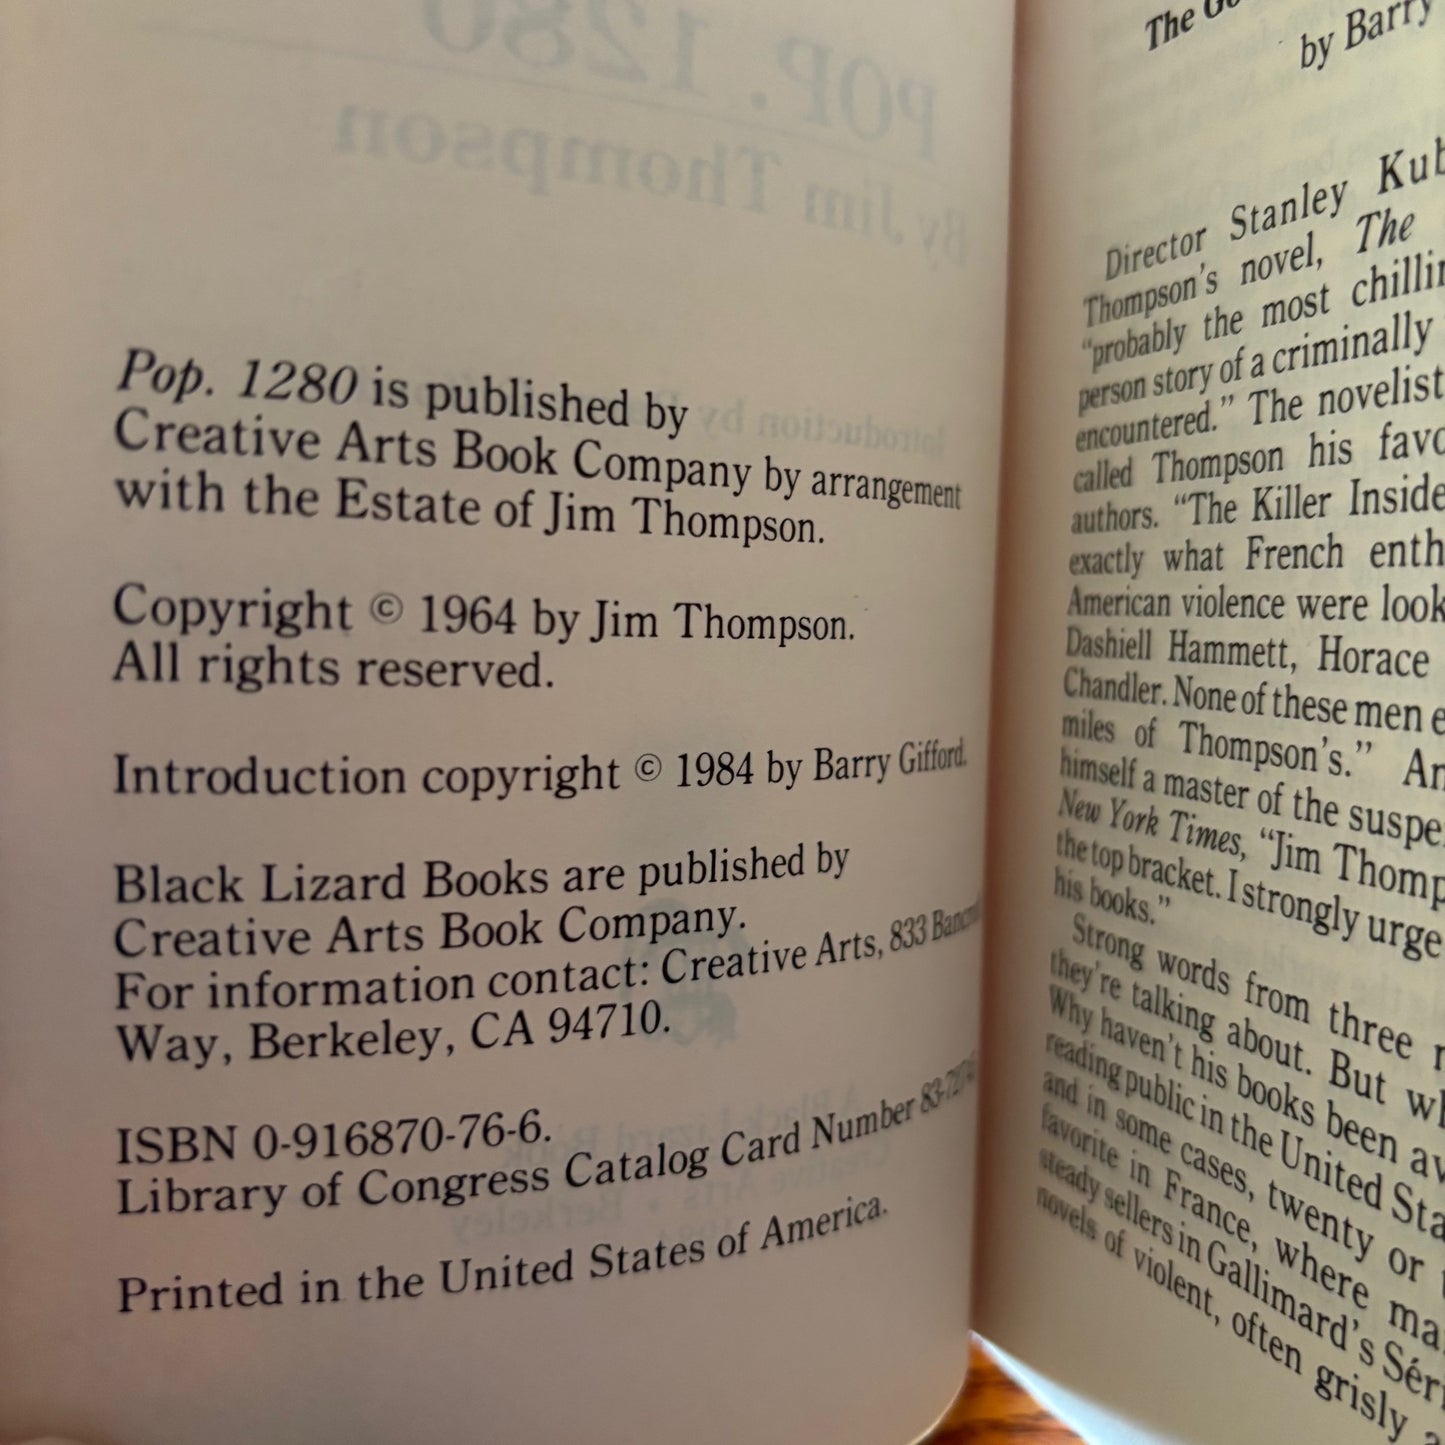 POP. 1280
By Jim Thompson
Pop. 1280 is published by
Creative Arts Book Company by arrangement
with the Estate of Jim Thompson.
Copyright © 1964 by Jim Thompson.
All rights reserved.
Introduction copyright © 1984 by Barry Gifford.
Black Lizard Books are published by
Creative Arts Book Company.
For information contact: Creative Arts, 833
Way, Berkeley, CA 94710.
ISBN 0-916870-76-6.
Library of Congress Catalog Card Number
Printed in the United States of America.
The
by Barry
Director Stanley
Thompson's novel, The
"probably the most
person story of a criminally
encountered." The novelist
called Thompson his
authors. "The Killer Inside
exactly what French
American violence were
Dashiell Hammett, Horace
Chandler. None of these men
miles of Thompson's."
himself a master of the
New York Times, "Jim
the top bracket. I strongly urge
his books."
Strong words from three
they're talking about. But
Why haven't his books been
reading public in the United
and in some cases, twenty or
favorite in France, where
steady sellers in Gallimard's
novels of violent, often grisly